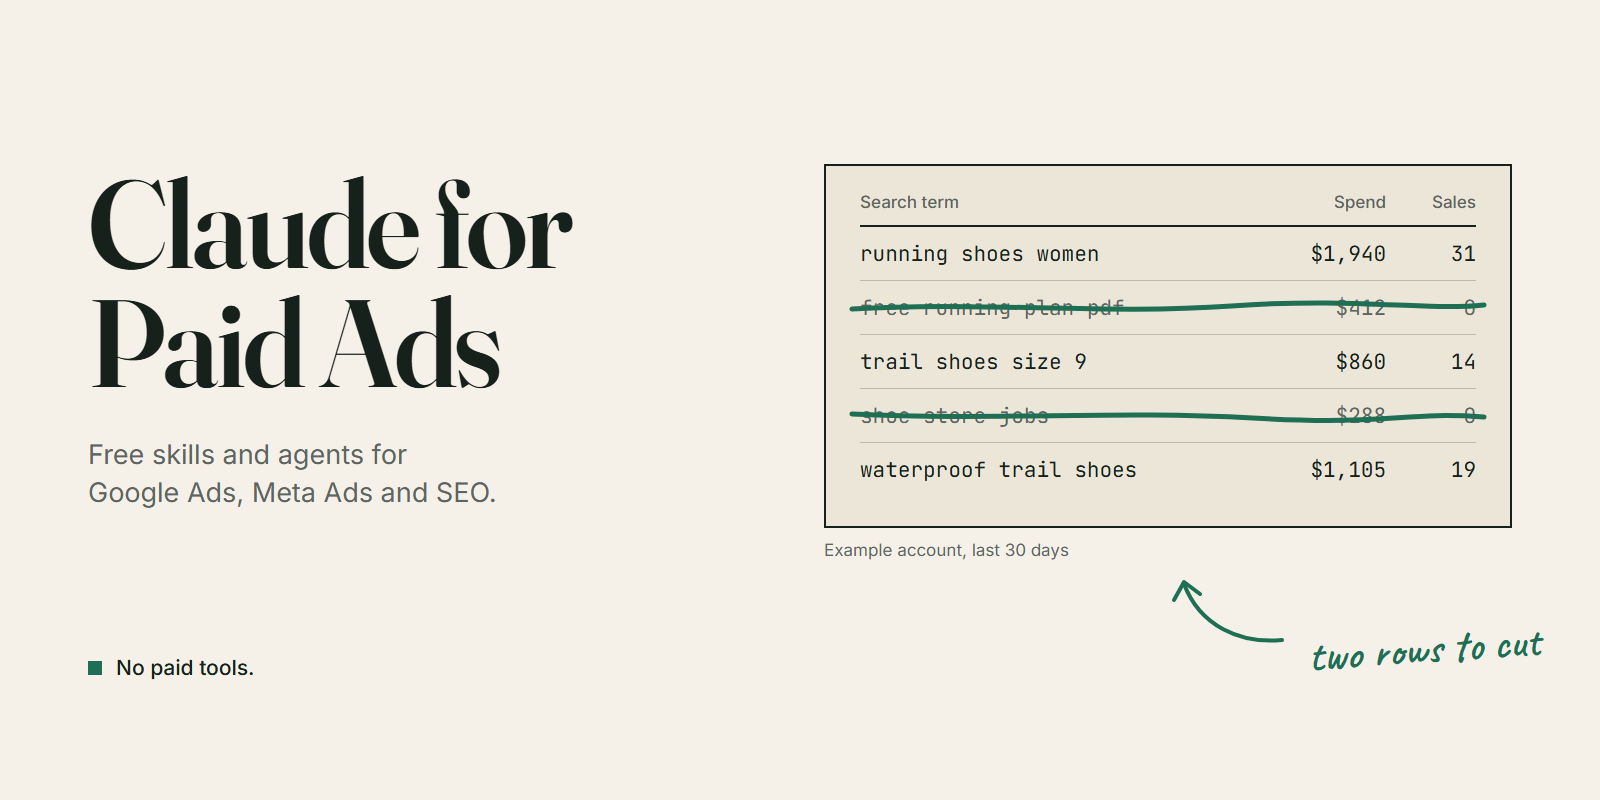 Claude for
Paid Ads
Free skills and agents for
Google Ads, Meta Ads and SEO.
No paid tools.
Search term Spend Sales
running shoes women $1,940 31
free running plan pdf $412 0
trail shoes size 9 $860 14
shoe store jobs $288 0
waterproof trail shoes $1,105 19
Example account, last 30 days
two rows to cut